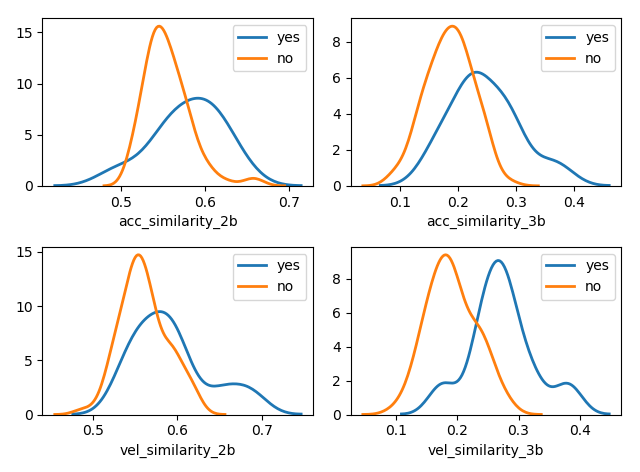 yes
no
15
10
5
0
0.5 0.6 0.7
acc_similarity_2b
yes
no
8
6
4
2
0
0.1 0.2 0.3 0.4
acc_similarity_3b
yes
no
15
10
5
0
0.5 0.6 0.7
vel_similarity_2b
yes
no
8
6
4
2
0
0.1 0.2 0.3 0.4
vel_similarity_3b